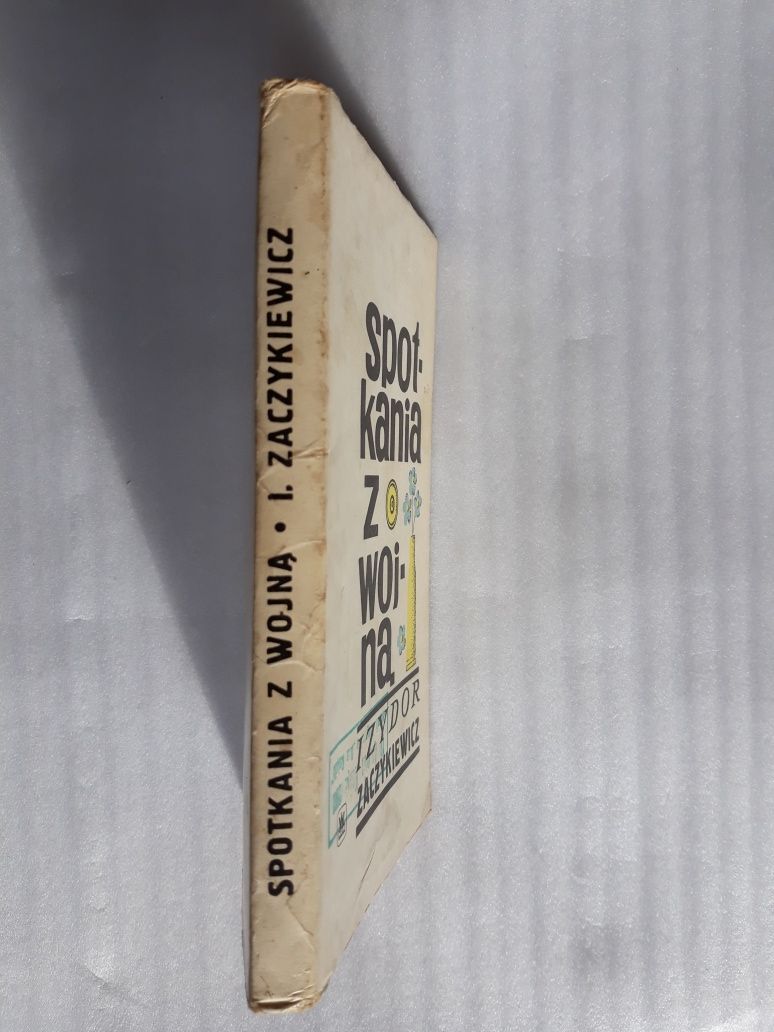 SPOTKANIA Z WOJNĄ • I. ZACZYKIEWICZ
spot-
kania
z
woj-
ną
IZYDOR
ZACZYKIEWICZ